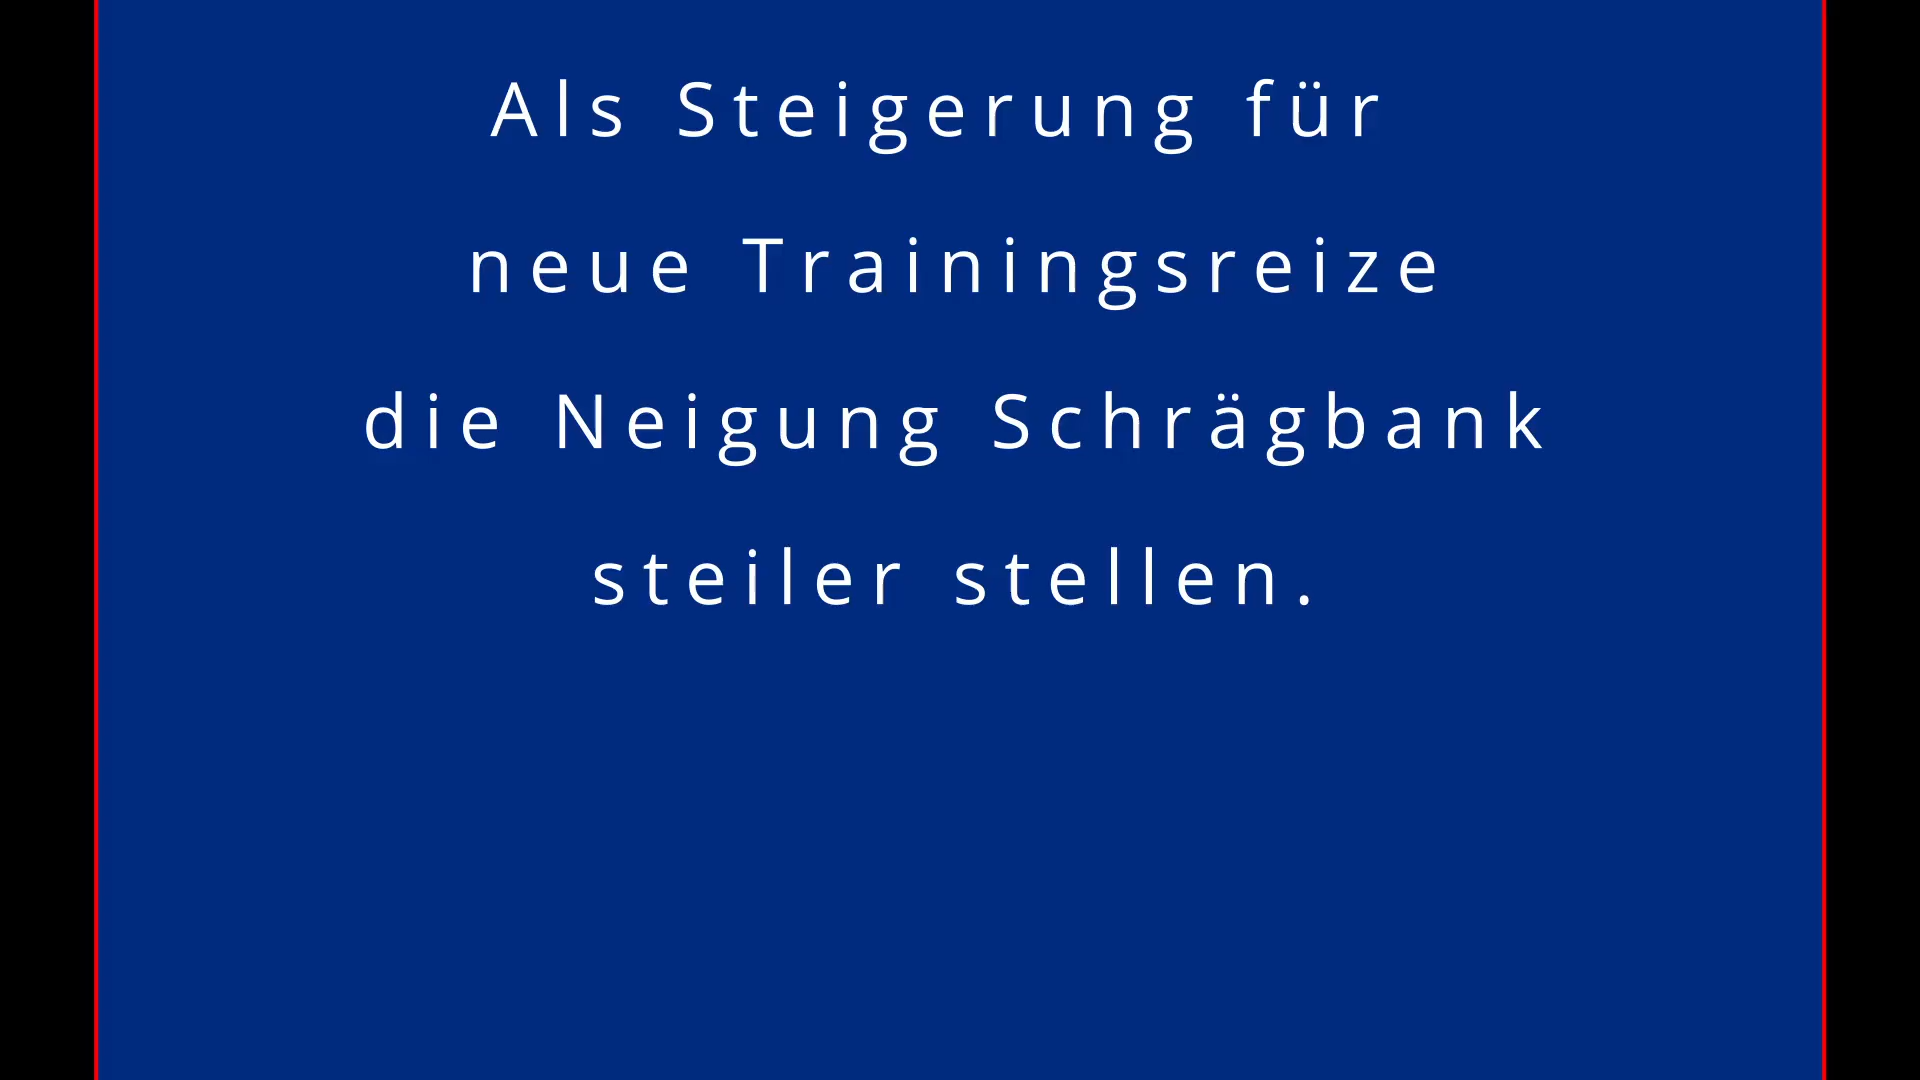 Als Steigerung für
neue Trainingsreize
die Neigung Schrägbank
steiler stellen.